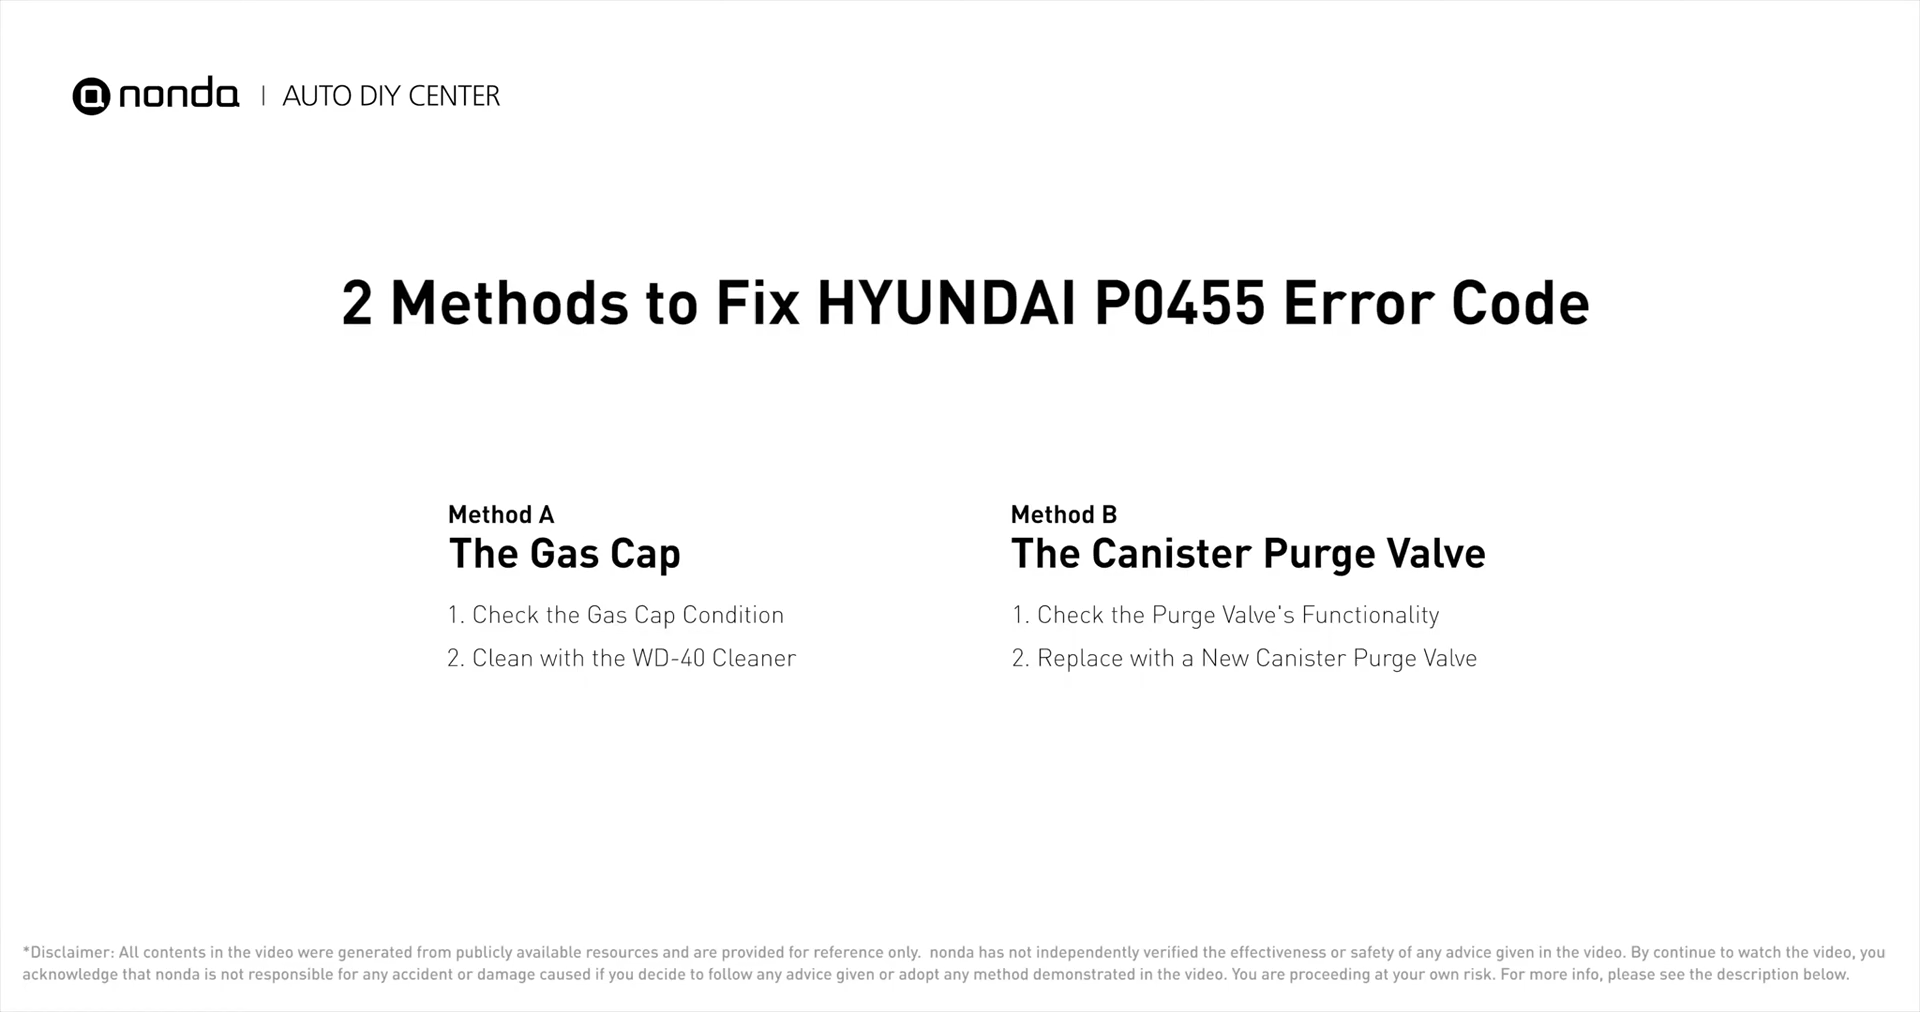 nonda | AUTO DIY CENTER
2 Methods to Fix HYUNDAI P0455 Error Code
Method A
The Gas Cap
1. Check the Gas Cap Condition
2. Clean with the WD-40 Cleaner
Method B
The Canister Purge Valve
1. Check the Purge Valve's Functionality
2. Replace with a New Canister Purge Valve
*Disclaimer: All contents in the video were generated from publicly available resources and are provided for reference only.  nonda has not independently verified the effectiveness or safety of any advice given in the video. By continue to watch the video, you
acknowledge that nonda is not responsible for any accident or damage caused if you decide to follow any advice given or adopt any method demonstrated in the video. You are proceeding at your own risk. For more info, please see the description below.